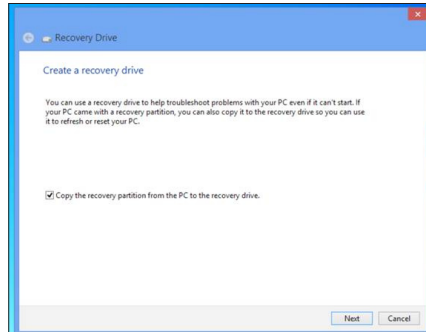 Recovery Drive
Create a recovery drive
You can use a recovery drive to help troubleshoot problems with your PC even if it can't start. If
your PC came with a recovery partition, you can also copy it to the recovery drive so you can use
it to refresh or reset your PC.
Copy the recovery partition from the PC to the recovery drive.
Next Cancel